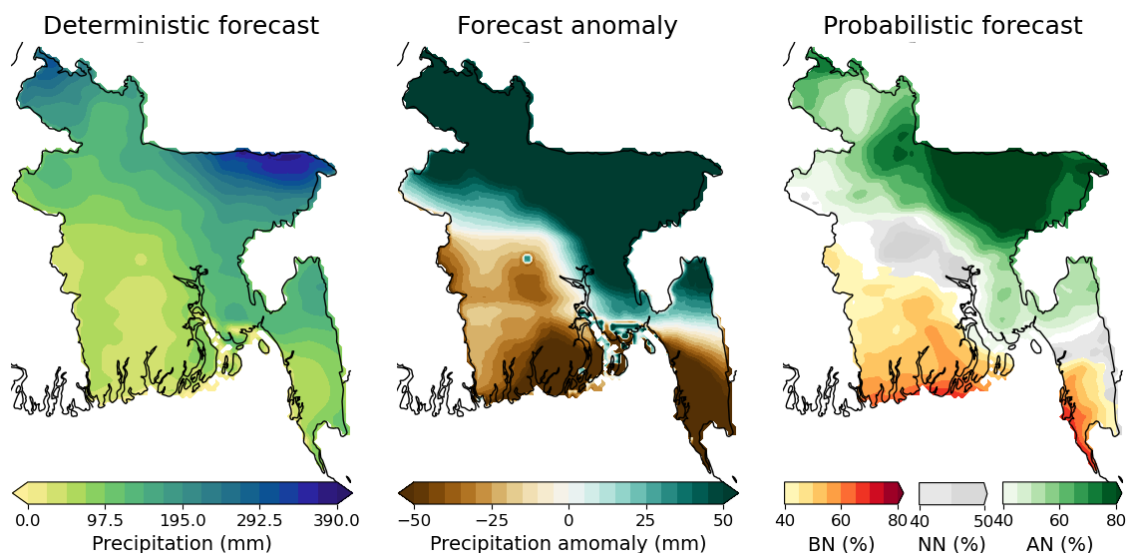 Deterministic forecast
Forecast anomaly
Probabilistic forecast
0.0 97.5 195.0 292.5 390.0
Precipitation (mm)
−50 −25 0 25 50
Precipitation amomaly (mm)
40 60 80
BN (%)
40 50
NN (%)
40 60 80
AN (%)